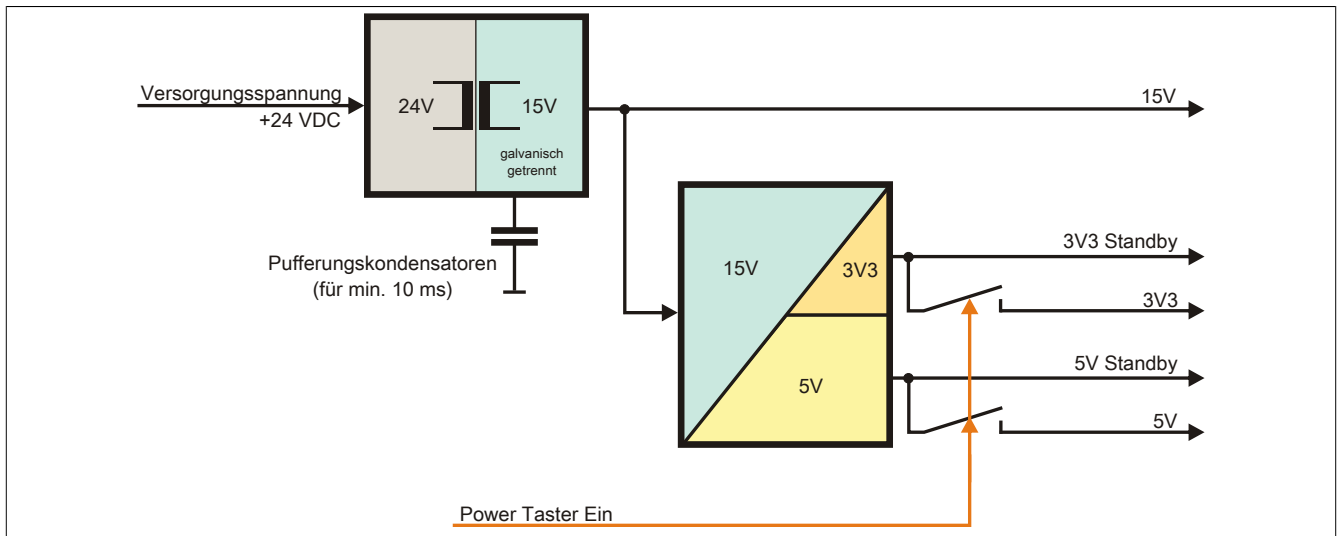 Versorgungsspannung
+24 VDC
24V
15V
galvanisch
getrennt
15V
Pufferungskondensatoren
(für min. 10 ms)
15V
3V3
5V
3V3 Standby
3V3
5V Standby
5V
Power Taster Ein